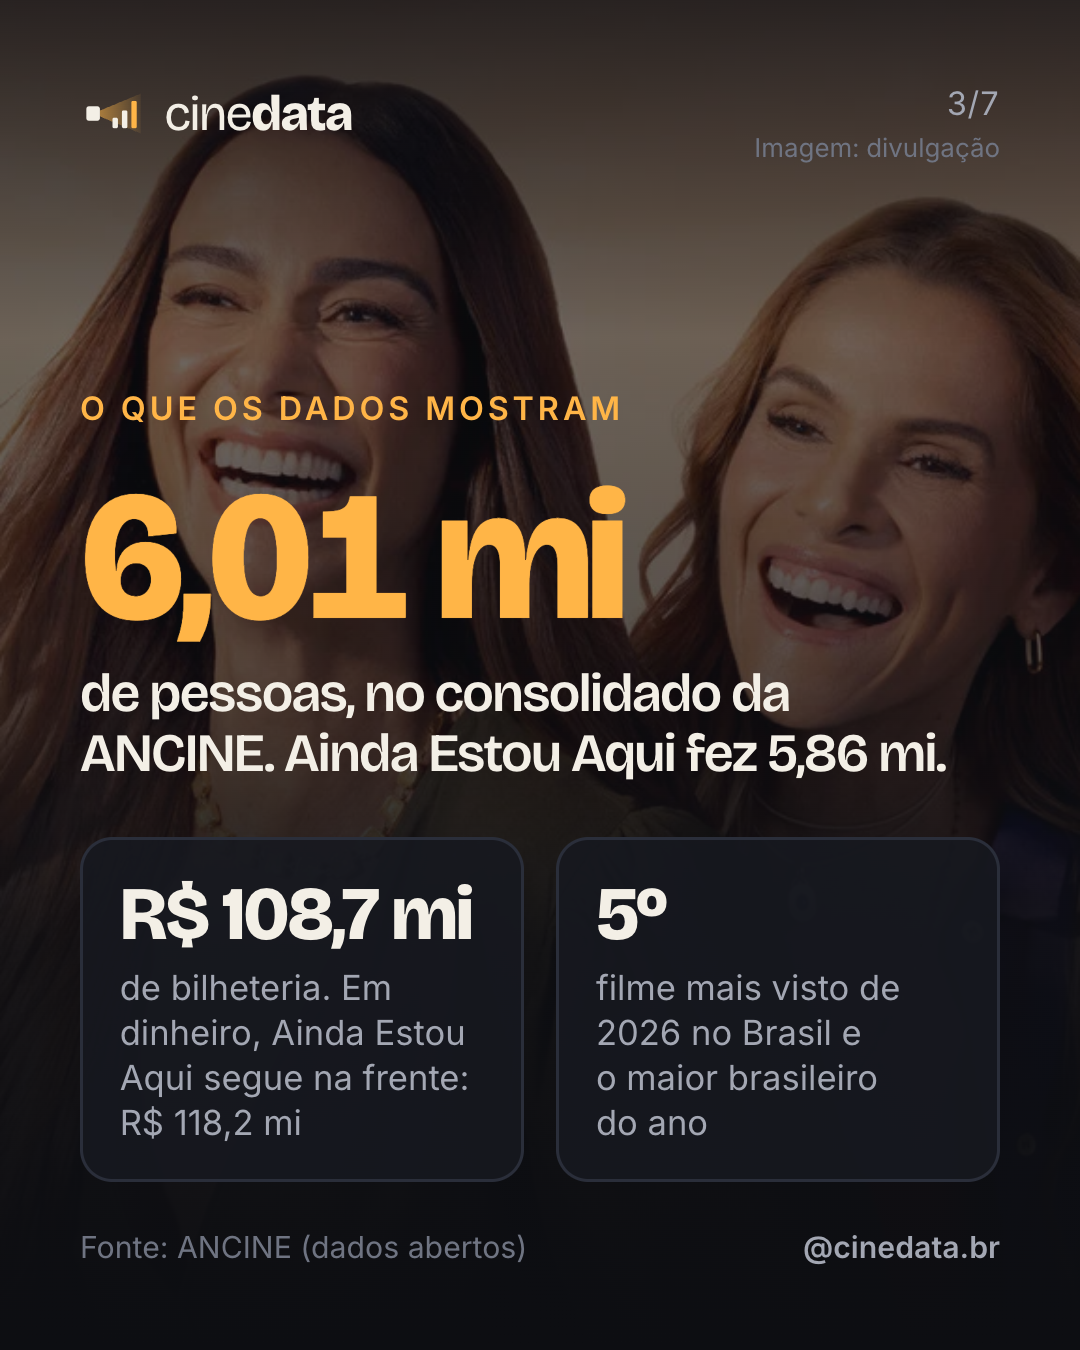 cinedata
3/7
Imagem: divulgação
O QUE OS DADOS MOSTRAM
6,01 mi
de pessoas, no consolidado da
ANCINE. Ainda Estou Aqui fez 5,86 mi.
R$ 108,7 mi
de bilheteria. Em
dinheiro, Ainda Estou
Aqui segue na frente:
R$ 118,2 mi
5º
filme mais visto de
2026 no Brasil e
o maior brasileiro
do ano
Fonte: ANCINE (dados abertos)
@cinedata.br